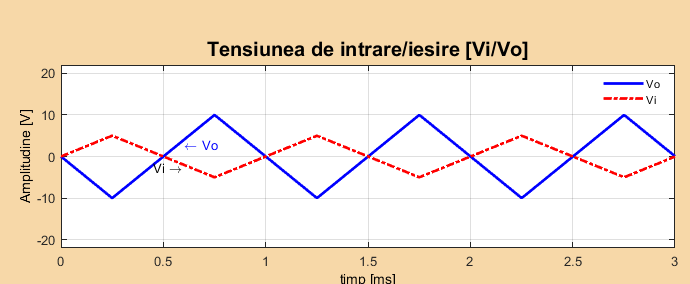 Tensiunea de intrare/iesire [Vi/Vo]
Amplitudine [V]
20
10
0
-10
-20
Vo
Vi
← Vo
Vi →
0 0.5 1 1.5 2 2.5 3
timp [ms]